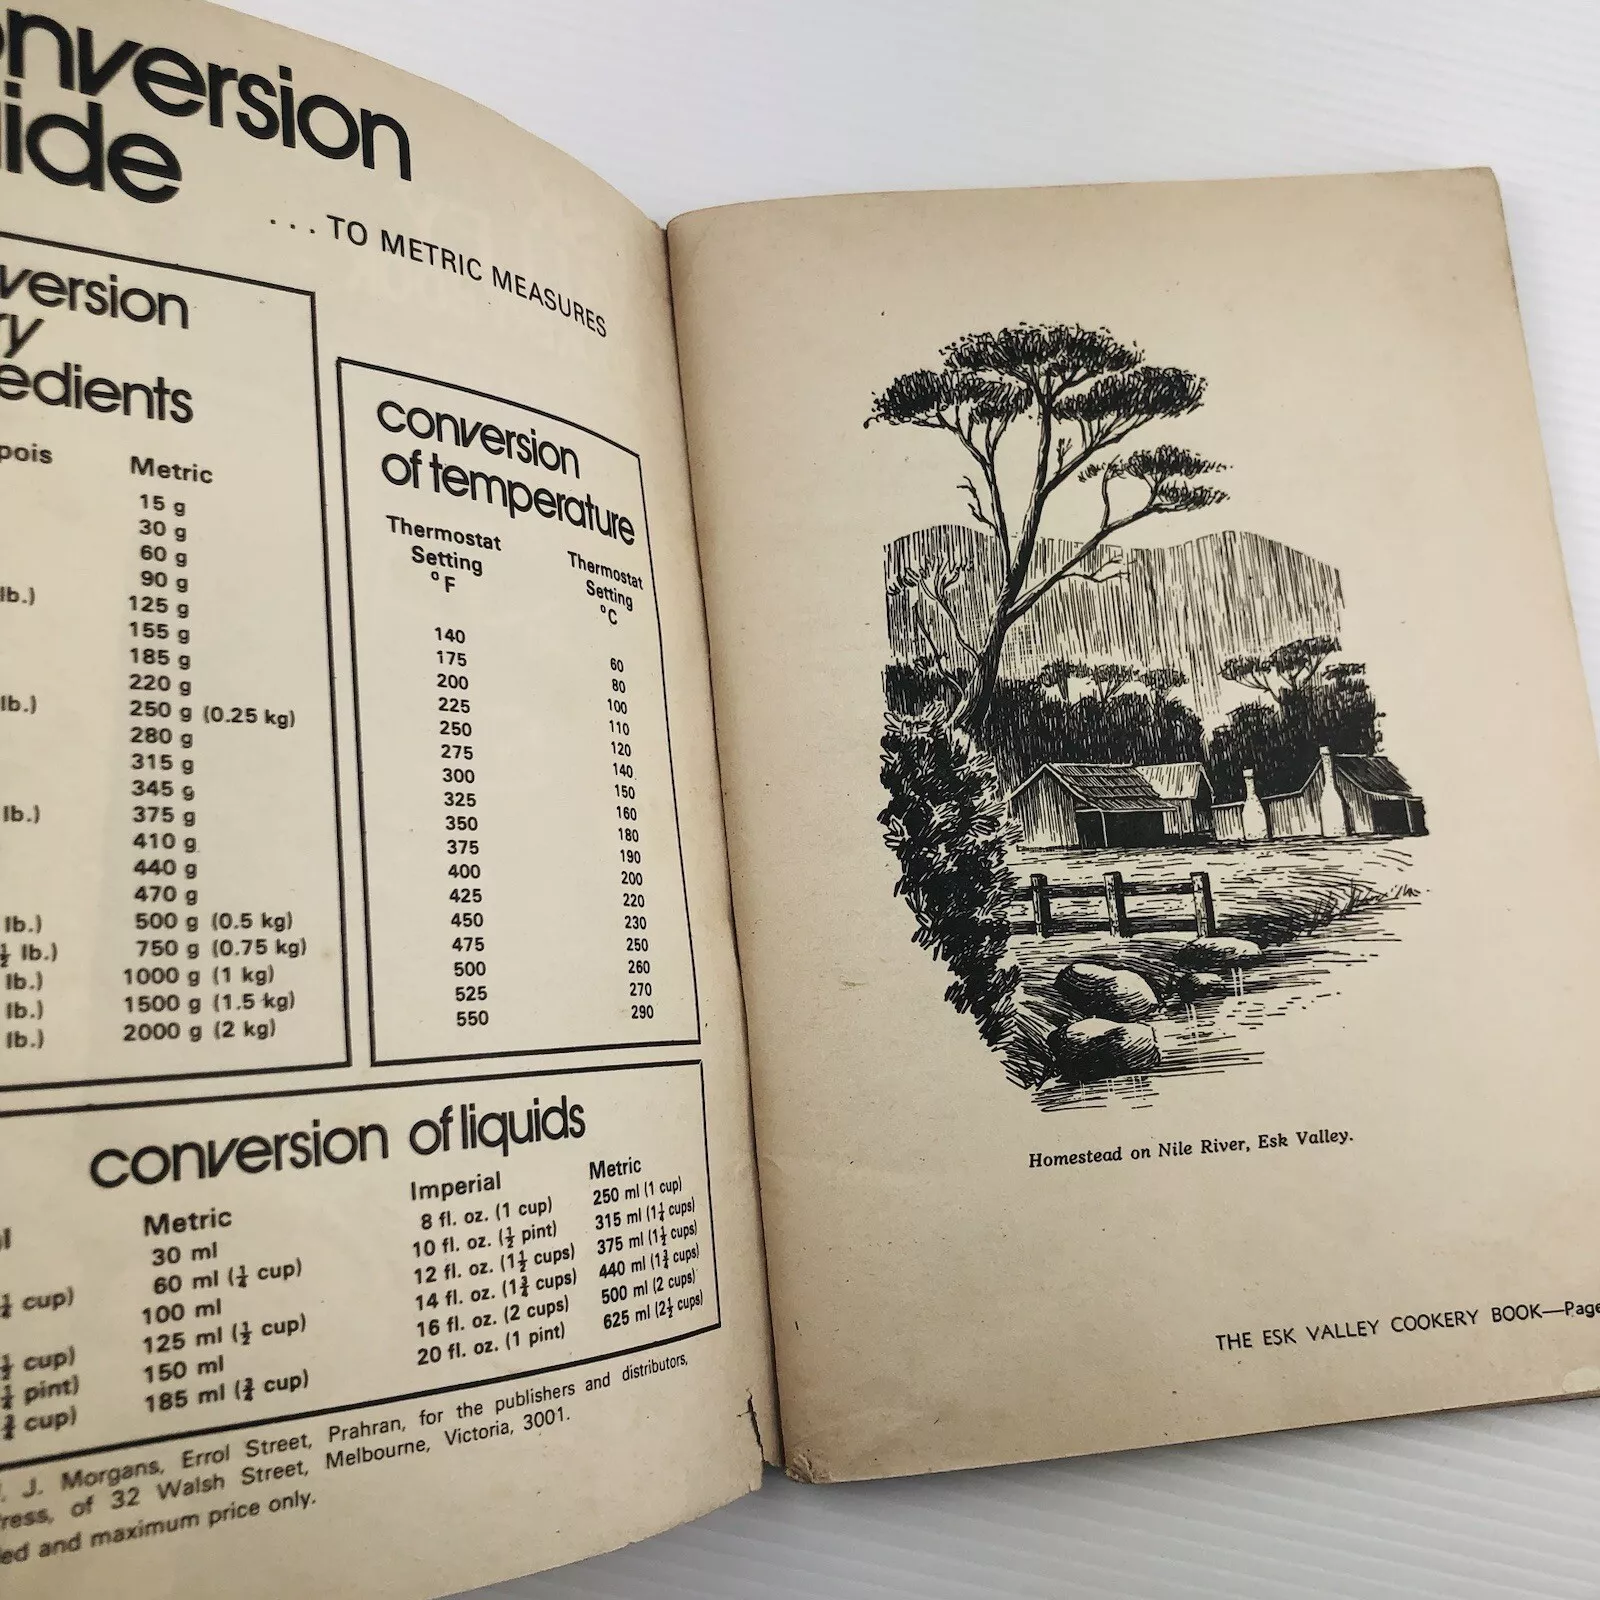 onversion
ide
... TO METRIC MEASURES
version
ry
edients
pois Metric
15 g
30 g
60 g
90 g
lb.) 125 g
155 g
185 g
220 g
lb.) 250 g (0.25 kg)
280 g
315 g
345 g
lb.) 375 g
410 g
440 g
470 g
lb.) 500 g (0.5 kg)
½ lb.) 750 g (0.75 kg)
lb.) 1000 g (1 kg)
lb.) 1500 g (1.5 kg)
lb.) 2000 g (2 kg)
conversion
of temperature
Thermostat Thermostat
Setting Setting
°F °C
140 60
175 80
200 100
225 110
250 120
275 140
300 150
325 160
350 180
375 190
400 200
425 220
450 230
475 250
500 260
525 270
550 290
conversion of liquids
l Metric Imperial Metric
30 ml 8 fl. oz. (1 cup) 250 ml (1 cup)
60 ml (¼ cup) 10 fl. oz. (½ pint) 315 ml (1¼ cups)
¼ cup) 100 ml 12 fl. oz. (1½ cups) 375 ml (1½ cups)
125 ml (½ cup) 14 fl. oz. (1¾ cups) 440 ml (1¾ cups)
½ cup) 150 ml 16 fl. oz. (2 cups) 500 ml (2 cups)
¼ pint) 185 ml (¾ cup) 20 fl. oz. (1 pint) 625 ml (2½ cups)
¾ cup)
J. Morgans, Errol Street, Prahran, for the publishers and distributors,
ress, of 32 Walsh Street, Melbourne, Victoria, 3001.
ed and maximum price only.
Homestead on Nile River, Esk Valley.
THE ESK VALLEY COOKERY BOOK—Page